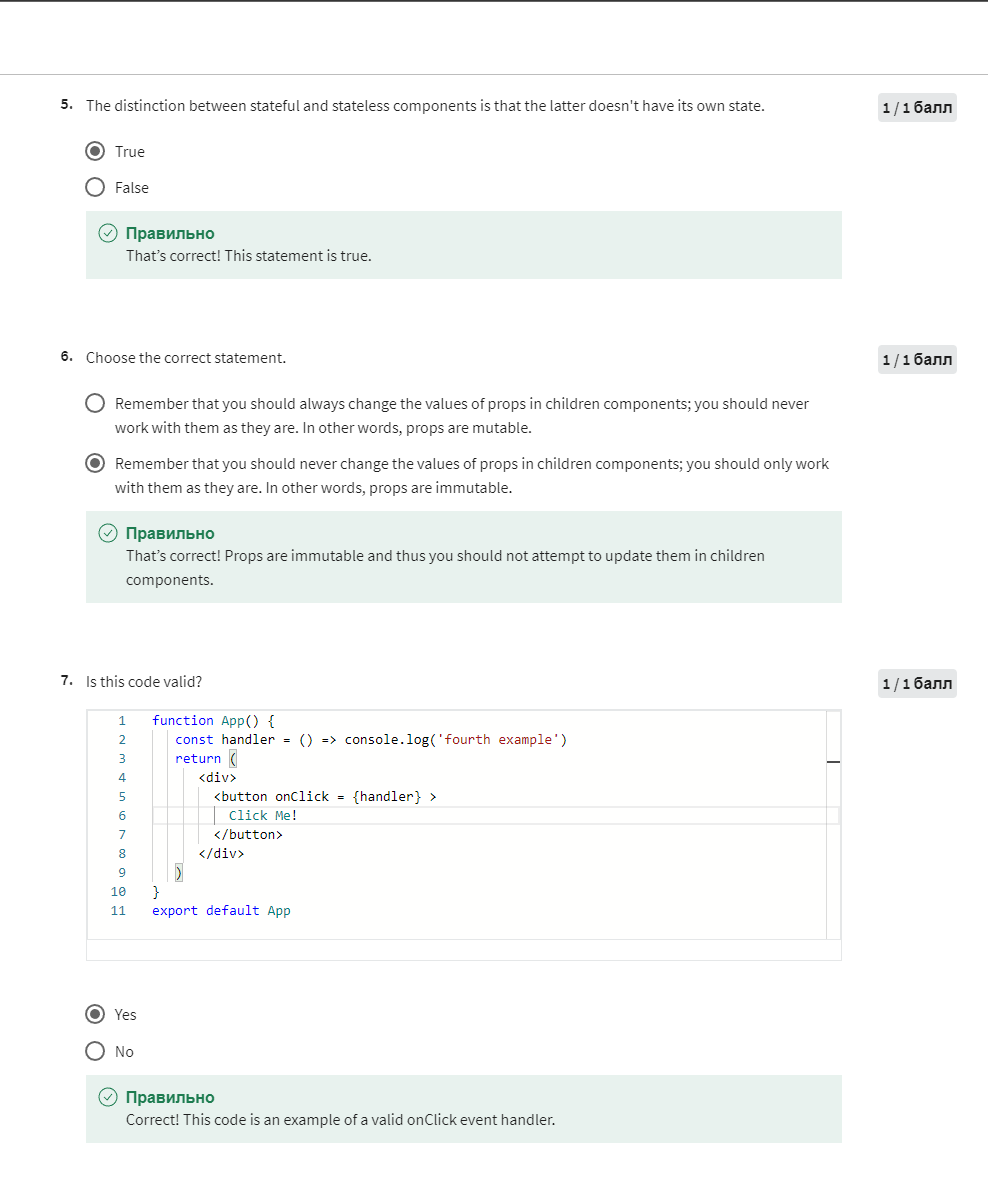 5. The distinction between stateful and stateless components is that the latter doesn't have its own state.
1 / 1 балл
True
False
Правильно
That’s correct! This statement is true.
6. Choose the correct statement.
1 / 1 балл
Remember that you should always change the values of props in children components; you should never
work with them as they are. In other words, props are mutable.
Remember that you should never change the values of props in children components; you should only work
with them as they are. In other words, props are immutable.
Правильно
That’s correct! Props are immutable and thus you should not attempt to update them in children
components.
7. Is this code valid?
1 / 1 балл
1 function App() {
2 const handler = () => console.log('fourth example')
3 return (
4 <div>
5 <button onClick = {handler} >
6 Click Me!
7 </button>
8 </div>
9 )
10 }
11 export default App
Yes
No
Правильно
Correct! This code is an example of a valid onClick event handler.